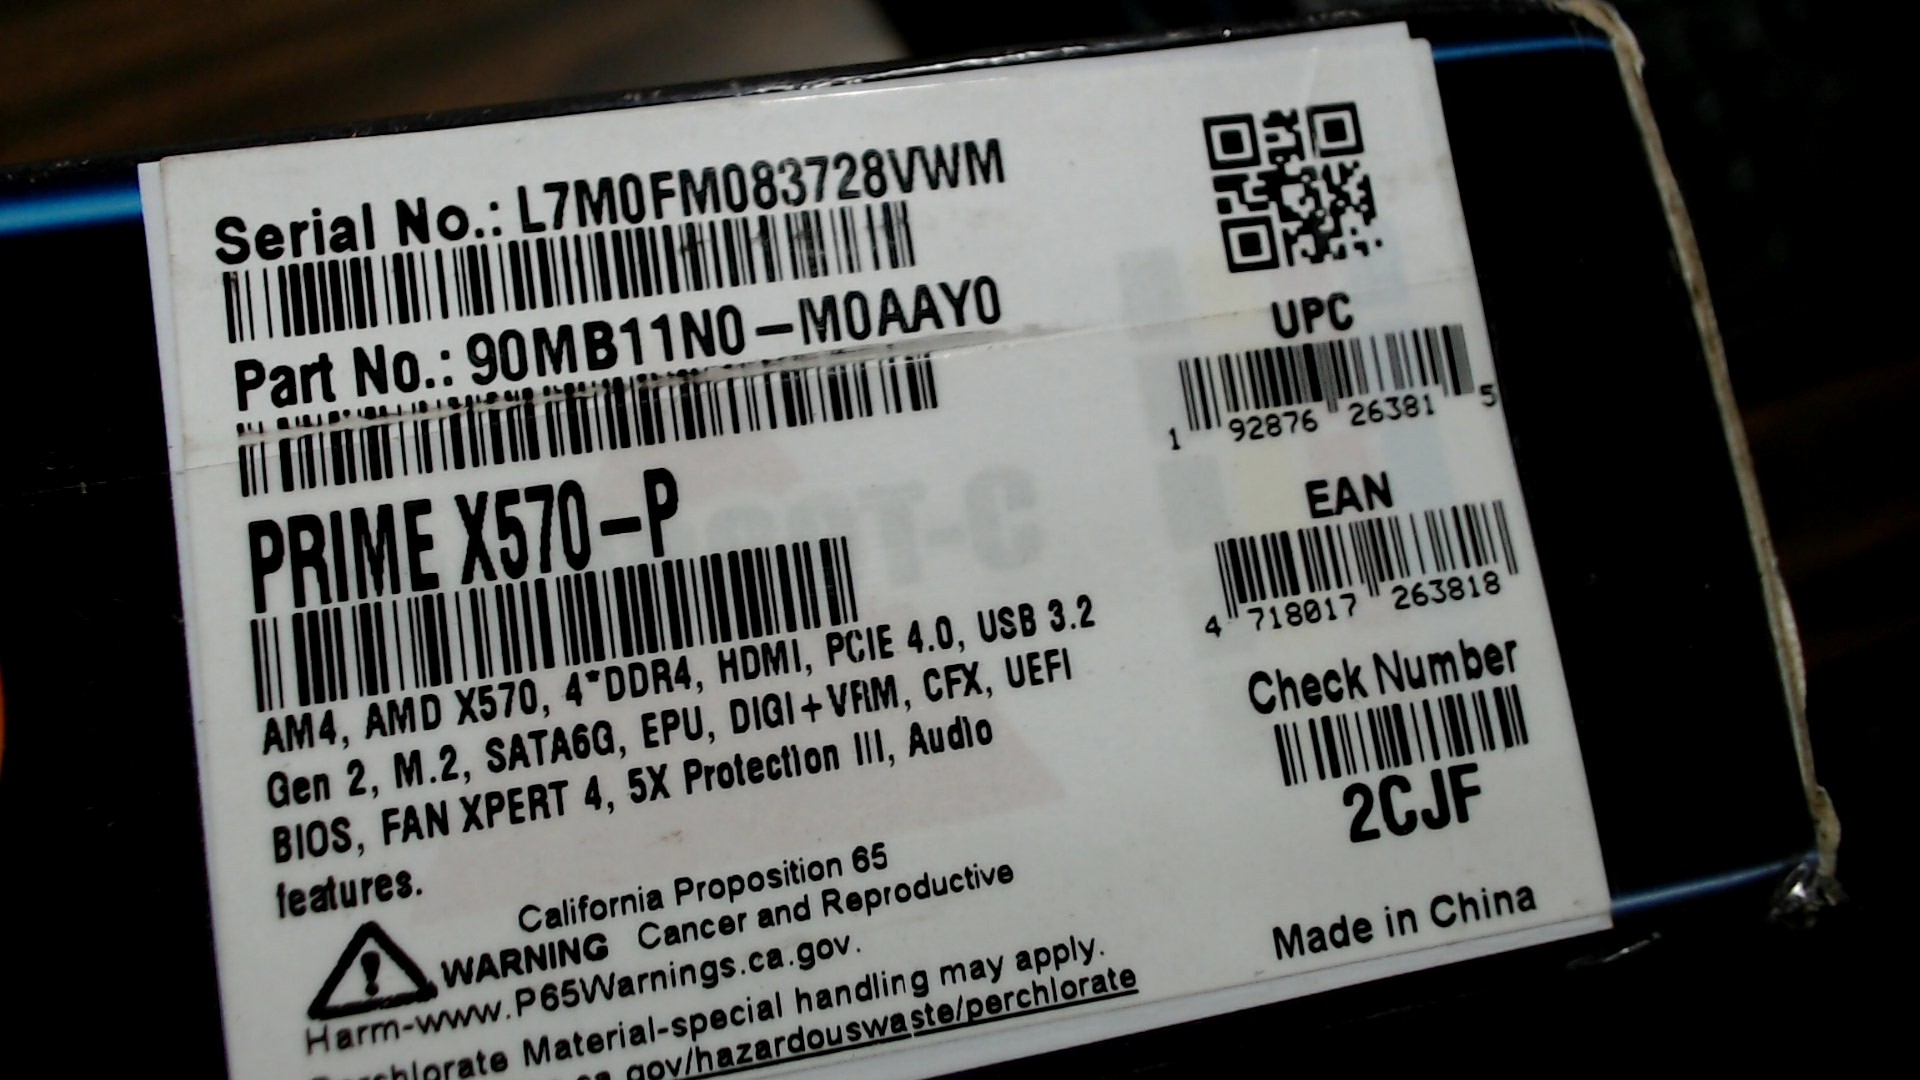 Serial No.: L7M0FM083728VWM
Part No.: 90MB11N0-M0AAY0
PRIME X570-P
AM4, AMD X570, 4*DDR4, HDMI, PCIE 4.0, USB 3.2
Gen 2, M.2, SATA6G, EPU, DIGI+VRM, CFX, UEFI
BIOS, FAN XPERT 4, 5X Protection III, Audio
features.
California Proposition 65
WARNING Cancer and Reproductive
Harm-www.P65Warnings.ca.gov.
Perchlorate Material-special handling may apply.
ca.gov/hazardouswaste/perchlorate
UPC
1 92876 26381 5
EAN
4 718017 263818
Check Number
2CJF
Made in China